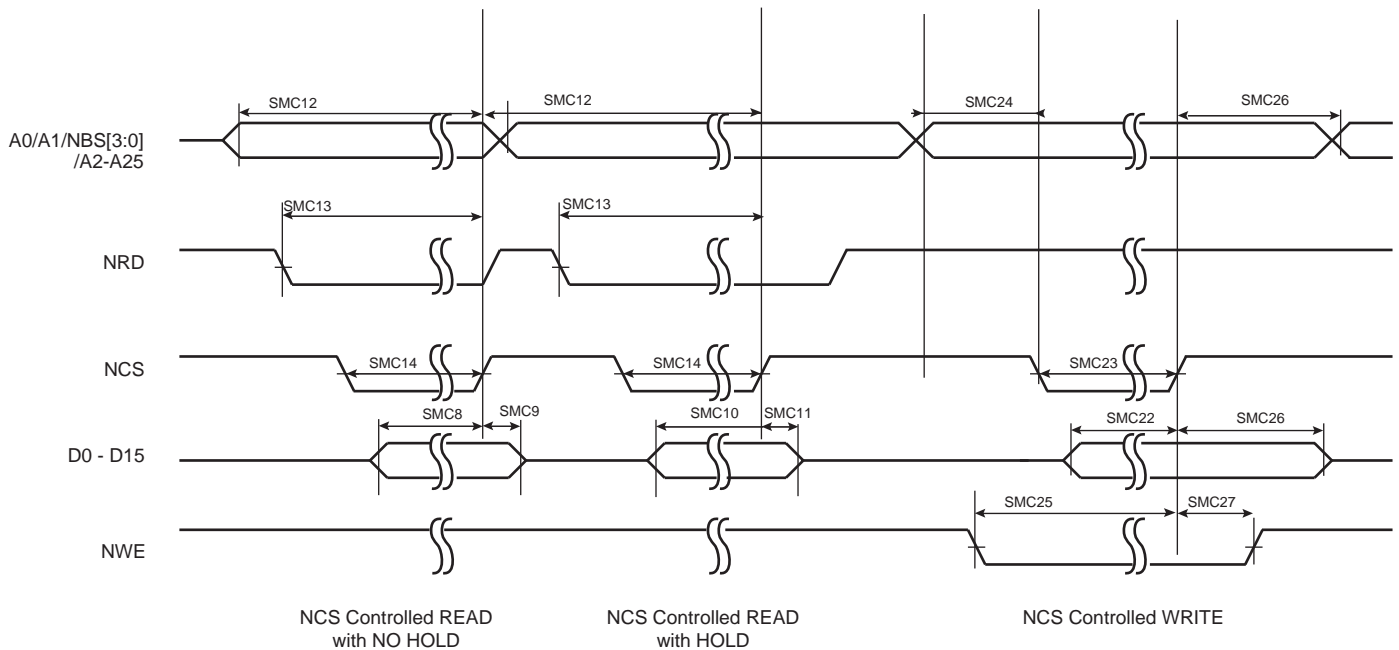 SMC12
SMC12
SMC24
SMC26
A0/A1/NBS[3:0]
/A2-A25
SMC13
SMC13
NRD
NCS
SMC14
SMC14
SMC23
SMC8
SMC9
SMC10
SMC11
SMC22
SMC26
D0 - D15
SMC25
SMC27
NWE
NCS Controlled READ
with NO HOLD
NCS Controlled READ
with HOLD
NCS Controlled WRITE